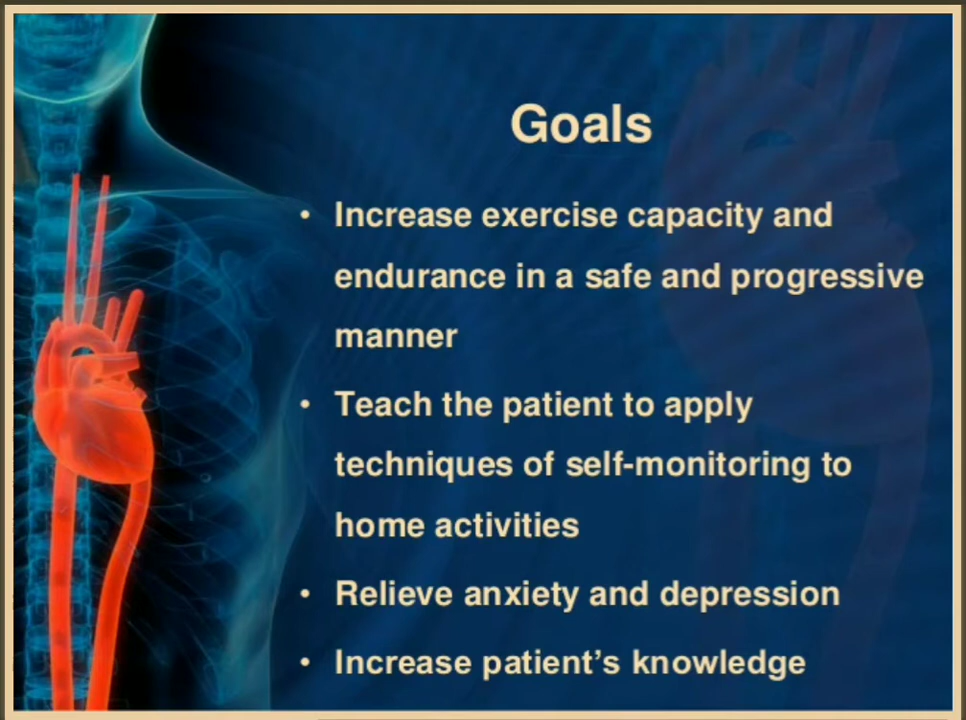 Goals
• Increase exercise capacity and
endurance in a safe and progressive
manner
• Teach the patient to apply
techniques of self-monitoring to
home activities
• Relieve anxiety and depression
• Increase patient’s knowledge